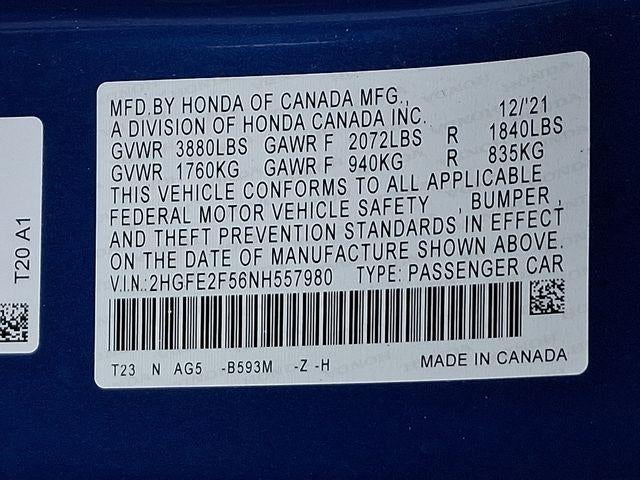 MFD.BY HONDA OF CANADA MFG.,
A DIVISION OF HONDA CANADA INC. 12/'21
GVWR 3880LBS GAWR F 2072LBS R 1840LBS
GVWR 1760KG GAWR F 940KG R 835KG
THIS VEHICLE CONFORMS TO ALL APPLICABLE
FEDERAL MOTOR VEHICLE SAFETY , BUMPER ,
AND THEFT PREVENTION STANDARDS IN EFFECT
ON THE DATE OF MANUFACTURE SHOWN ABOVE.
V.I.N.:2HGFE2F56NH557980 TYPE: PASSENGER CAR
T23 N AG5 -B593M -Z -H MADE IN CANADA
T20 A1